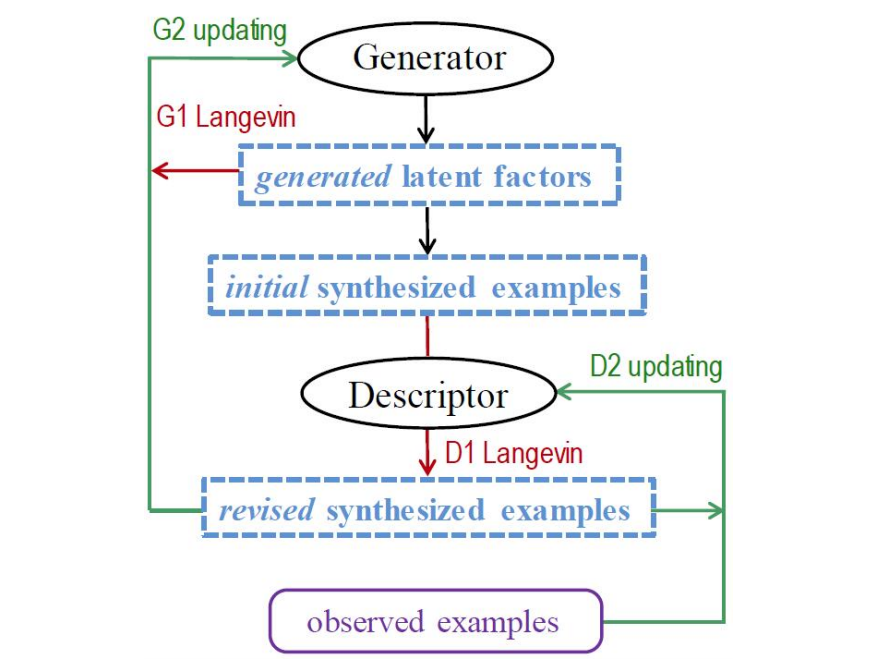 G2 updating
Generator
G1 Langevin
generated latent factors
initial synthesized examples
D2 updating
Descriptor
D1 Langevin
revised synthesized examples
observed examples